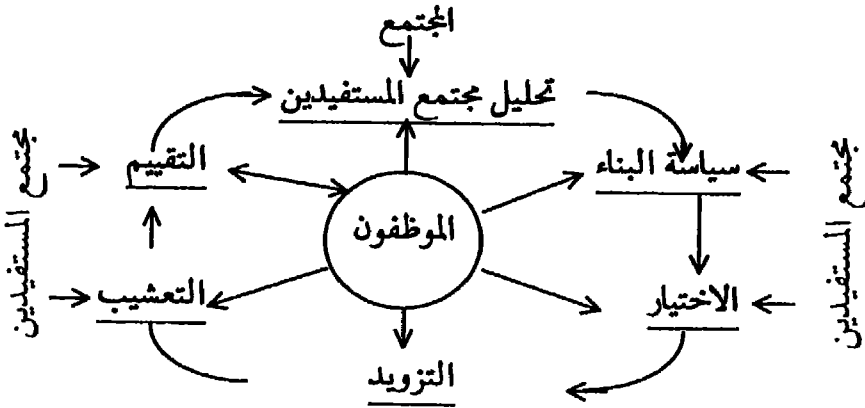 المجتمع
تحليل مجتمع المستفيدين
سياسة البناء
التقييم
مجتمع المستفيدين
مجتمع المستفيدين
الموظفون
الاختيار
التعشيب
التزويد